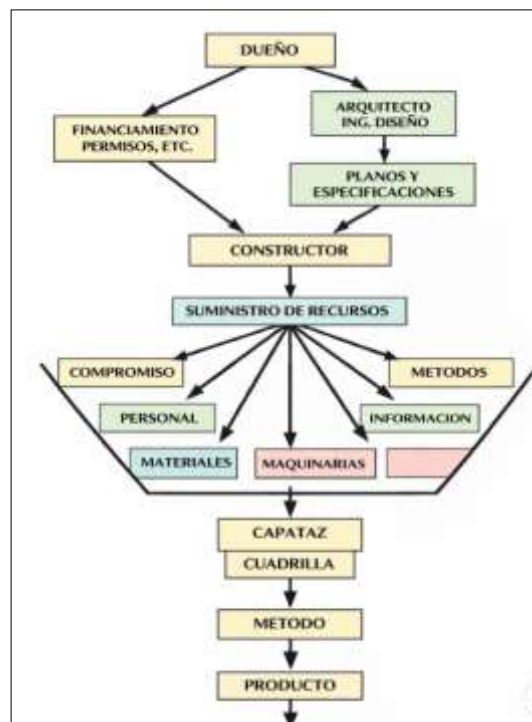 DUEÑO
FINANCIAMIENTO
PERMISOS, ETC.
ARQUITECTO
ING. DISEÑO
PLANOS Y
ESPECIFICACIONES
CONSTRUCTOR
SUMINISTRO DE RECURSOS
COMPROMISO
METODOS
PERSONAL
INFORMACION
MATERIALES
MAQUINARIAS
CAPATAZ
CUADRILLA
METODO
PRODUCTO